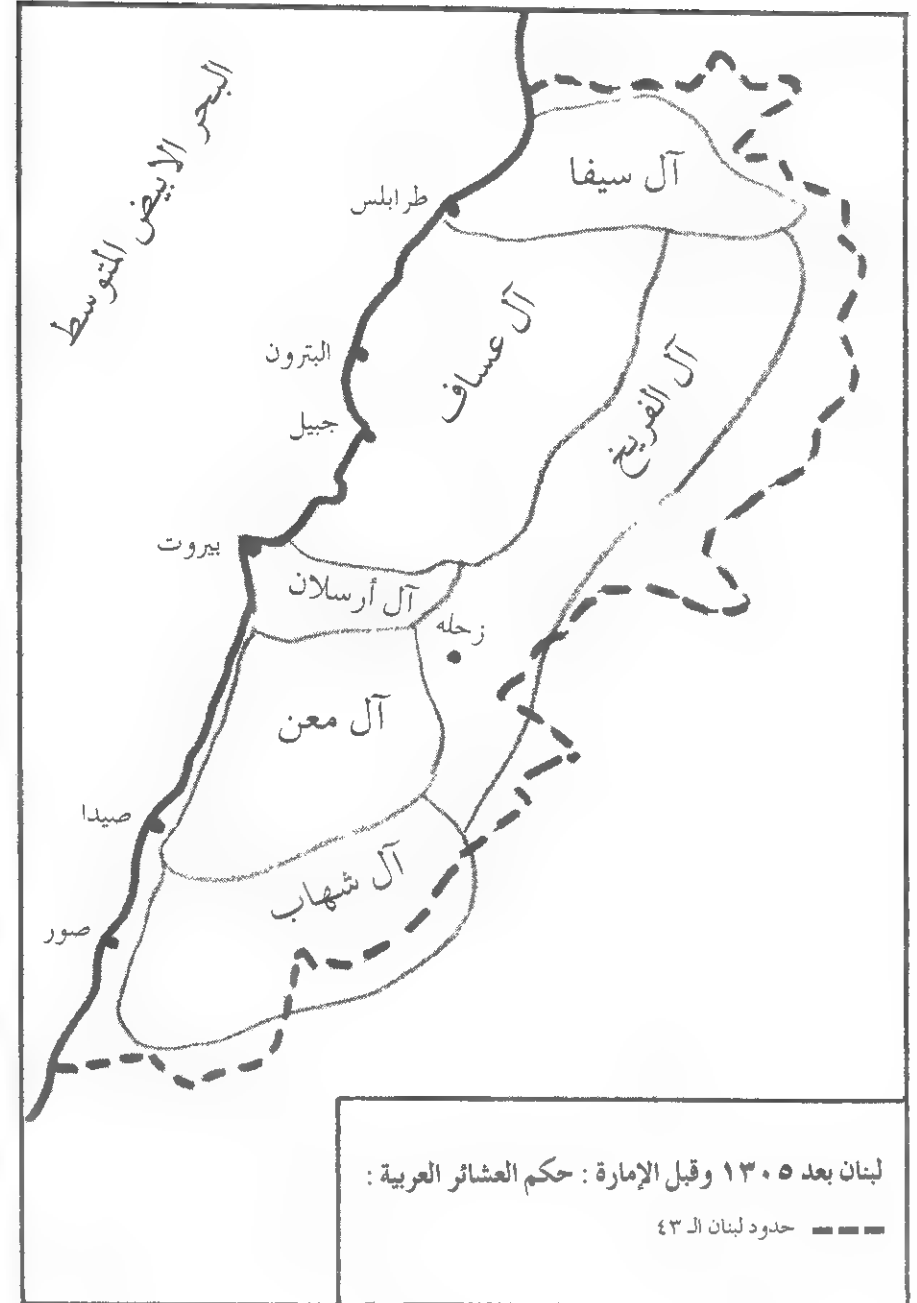 البحر الابيض المتوسط
آل سيفا
طرابلس
آل عساف
البترون
آل الفريخ
جبيل
بيروت
آل أرسلان
زحله
آل معن
صيدا
آل شهاب
صور
لبنان بعد ١٣٠٥ وقبل الإمارة : حكم العشائر العربية :
حدود لبنان الـ ٤٣